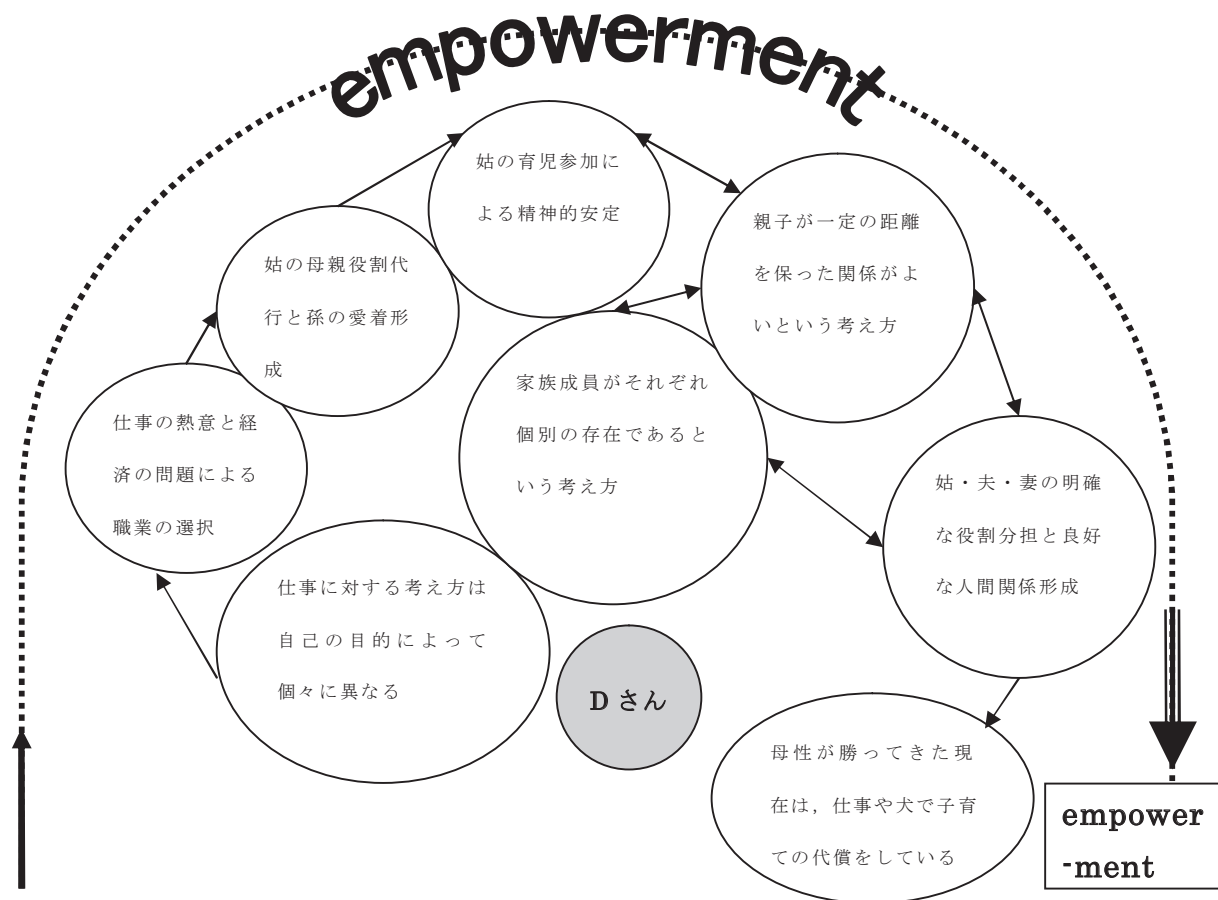 empowerment
姑の育児参加に
よる精神的安定
親子が一定の距離
を保った関係がよ
いという考え方
姑の母親役割代
行と孫の愛着形
成
家族成員がそれぞれ
個別の存在であると
いう考え方
仕事の熱意と経
済の問題による
職業の選択
姑・夫・妻の明確
な役割分担と良好
な人間関係形成
仕事に対する考え方は
自己の目的によって
個々に異なる
Dさん
母性が勝ってきた現
在は，仕事や犬で子育
ての代償をしている
empower
-ment